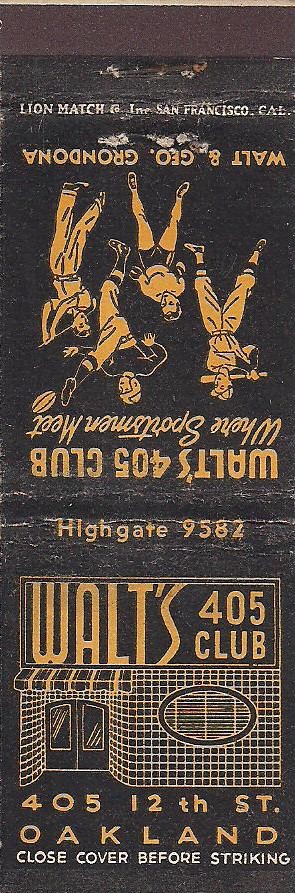 LION MATCH @ Inc SAN FRANCISCO. CAL.
WALT & GEO. GRONDONA
Where Sportsmen Meet
WALT'S 405 CLUB
Highgate 9582
WALT'S 405
CLUB
405 12th ST.
OAKLAND
CLOSE COVER BEFORE STRIKING